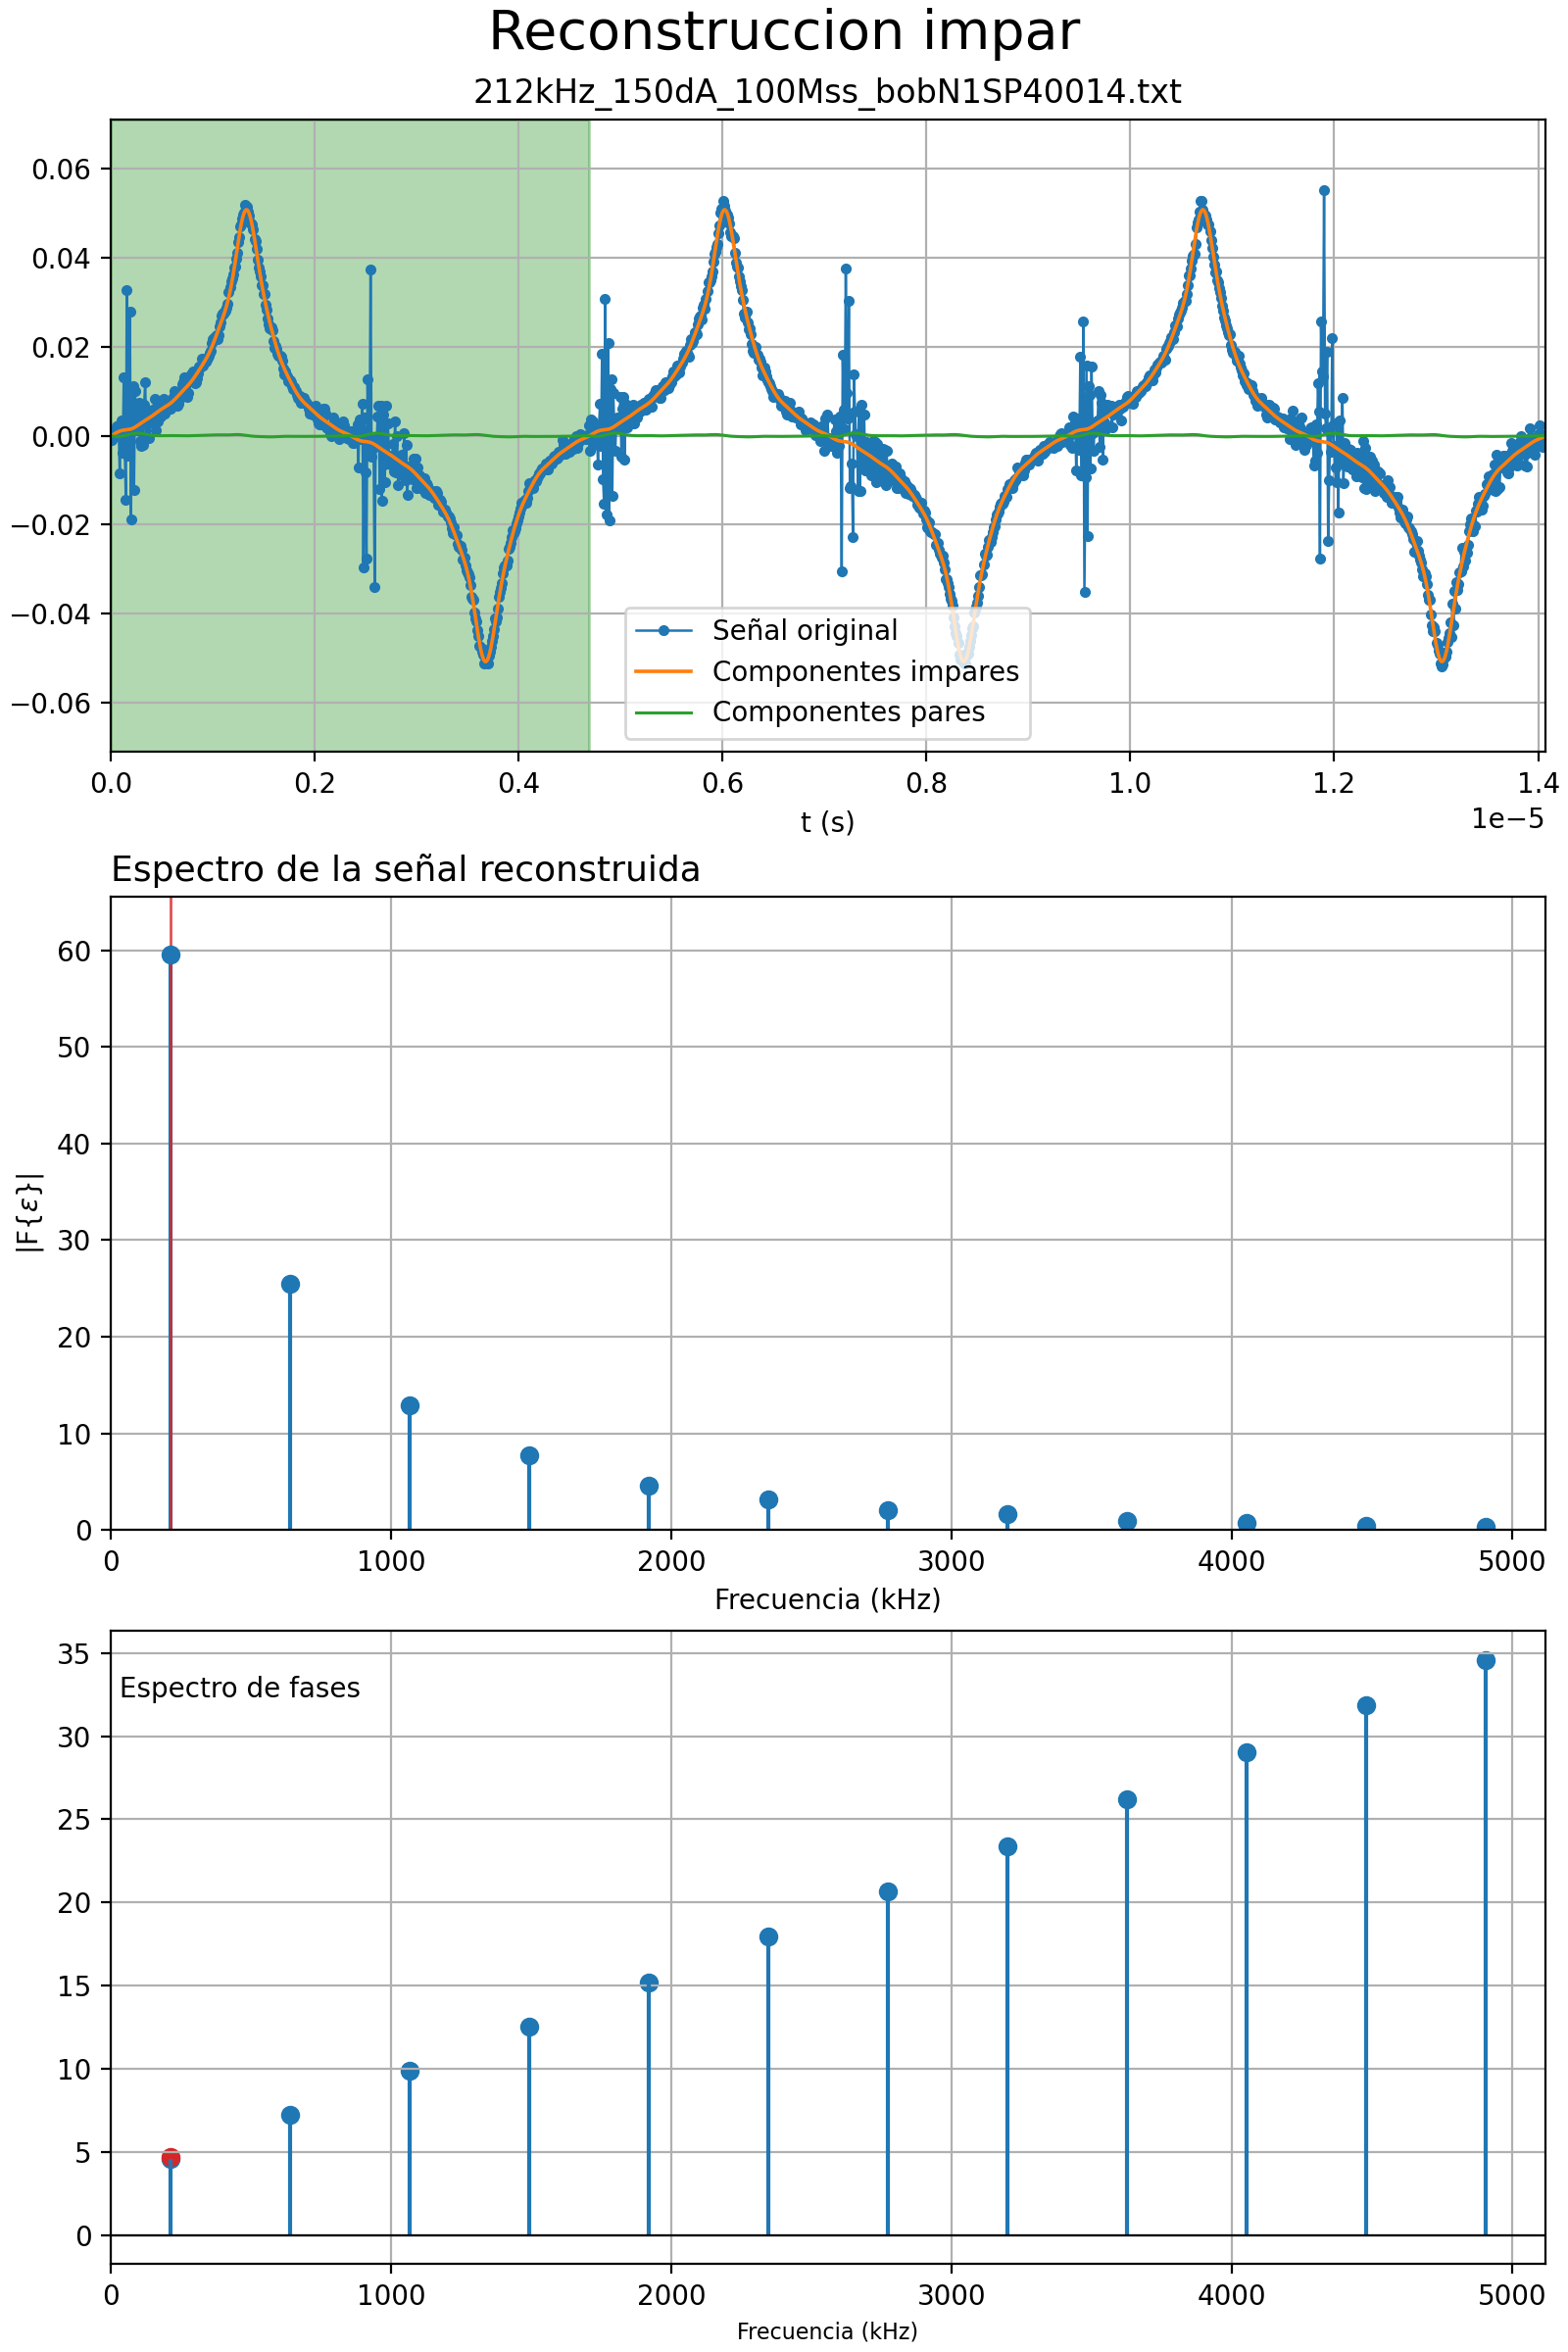 Reconstruccion impar
212kHz_150dA_100Mss_bobN1SP40014.txt
0.06
0.04
0.02
0.00
−0.02
−0.04
−0.06
Señal original
Componentes impares
Componentes pares
0.0 0.2 0.4 0.6 0.8 1.0 1.2 1.4
1e−5
t (s)
Espectro de la señal reconstruida
60
50
40
30
20
10
0
|F{ε}|
0 1000 2000 3000 4000 5000
Frecuencia (kHz)
35
Espectro de fases
30
25
20
15
10
5
0
0 1000 2000 3000 4000 5000
Frecuencia (kHz)